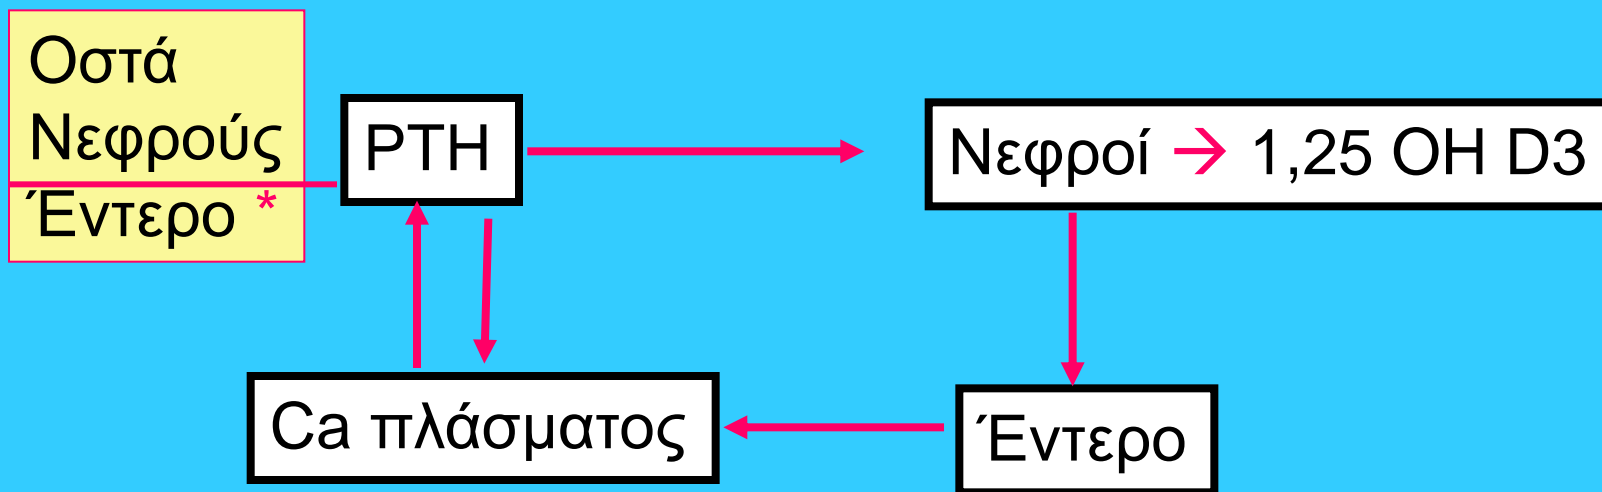 Οστά
Νεφρούς
Έντερο *
PTH
Νεφροί → 1,25 OH D3
Ca πλάσματος
Έντερο